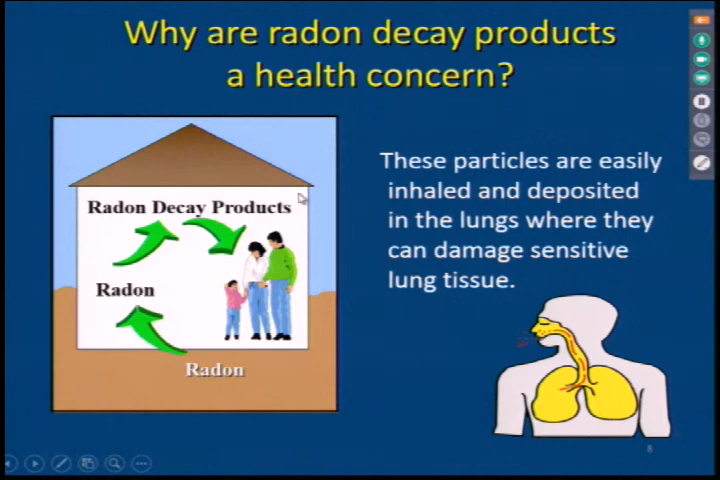 Why are radon decay products
a health concern?
These particles are easily
inhaled and deposited
in the lungs where they
can damage sensitive
lung tissue.
Radon Decay Products
Radon
Radon
8